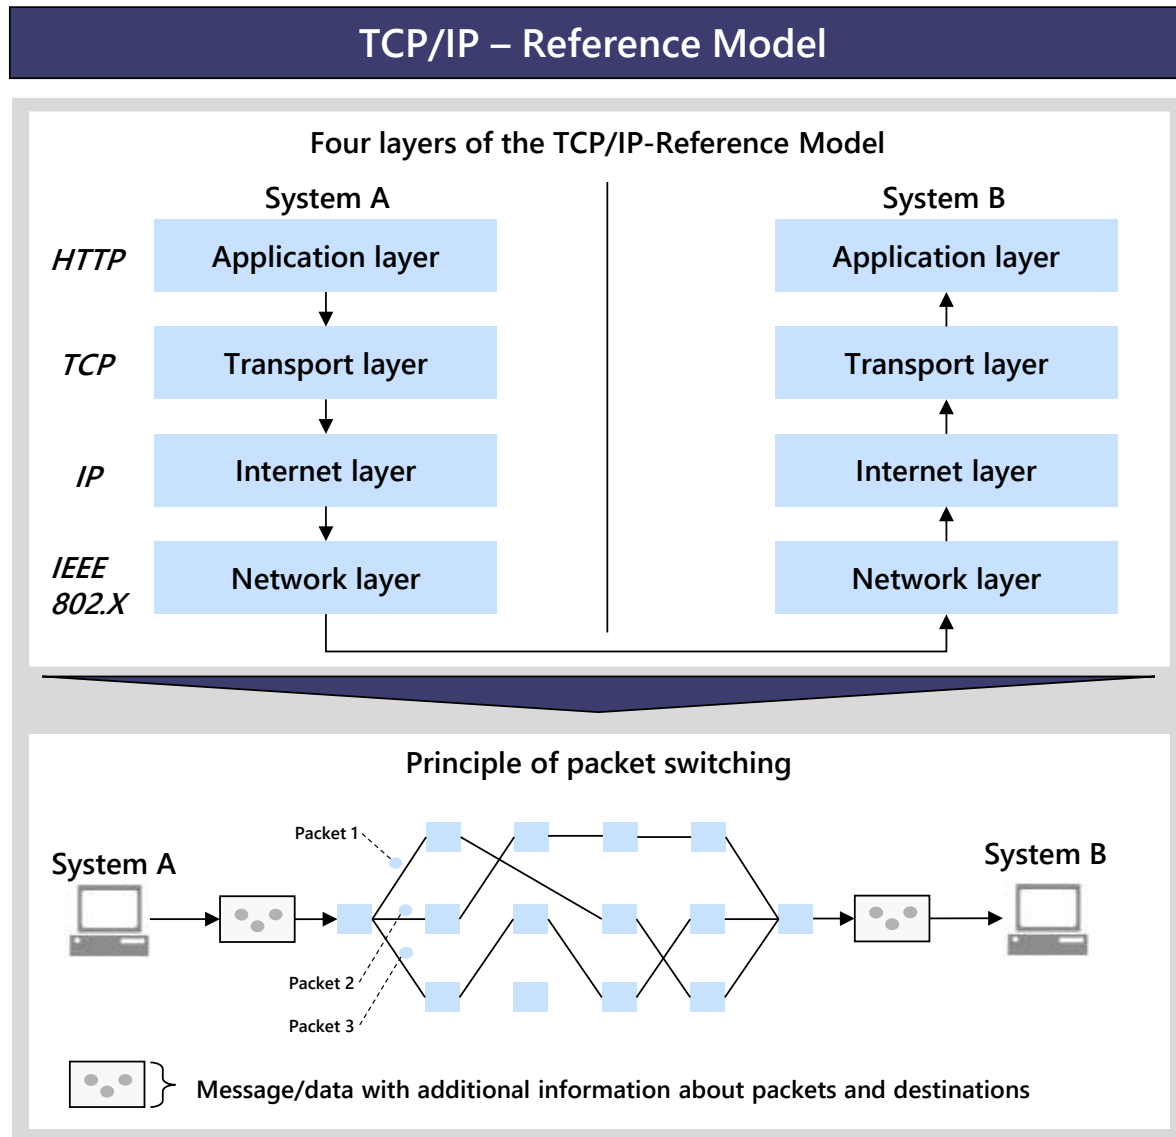 TCP/IP – Reference Model
Four layers of the TCP/IP-Reference Model
System A
System B
HTTP
Application layer
Application layer
TCP
Transport layer
Transport layer
IP
Internet layer
Internet layer
IEEE
802.X
Network layer
Network layer
Principle of packet switching
Packet 1
System A
System B
Packet 2
Packet 3
Message/data with additional information about packets and destinations